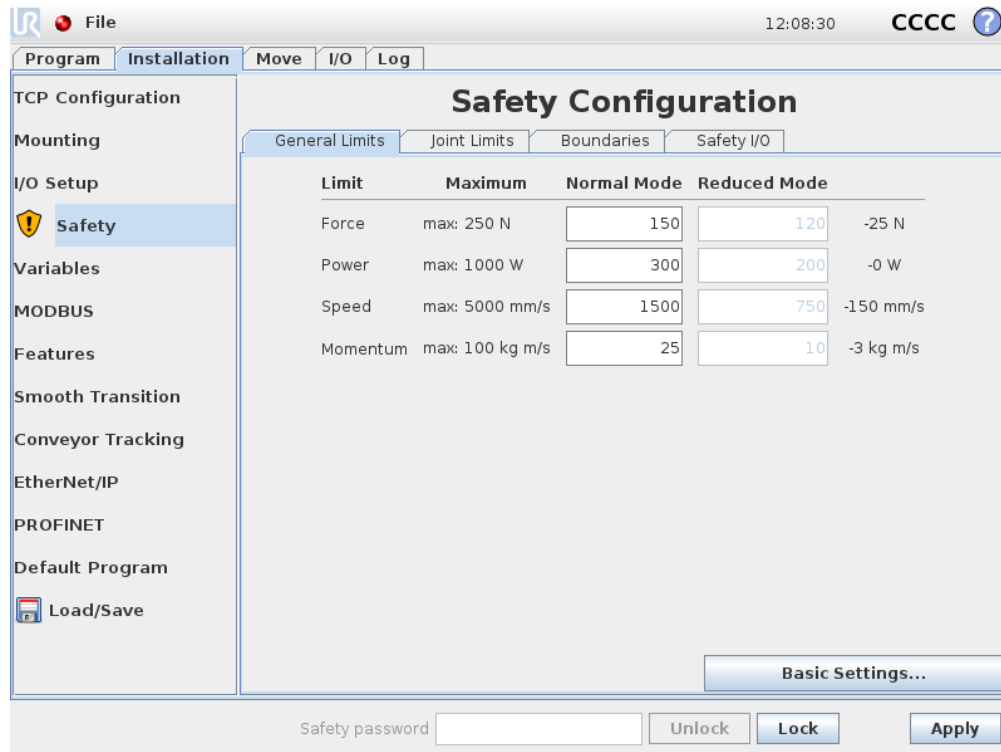 UR File 12:08:30 CCCC ?
Program Installation Move I/O Log
TCP Configuration
Mounting
I/O Setup
! Safety
Variables
MODBUS
Features
Smooth Transition
Conveyor Tracking
EtherNet/IP
PROFINET
Default Program
Load/Save
Safety Configuration
General Limits Joint Limits Boundaries Safety I/O
Limit Maximum Normal Mode Reduced Mode
Force max: 250 N 150 120 -25 N
Power max: 1000 W 300 200 -0 W
Speed max: 5000 mm/s 1500 750 -150 mm/s
Momentum max: 100 kg m/s 25 10 -3 kg m/s
Basic Settings...
Safety password Unlock Lock Apply